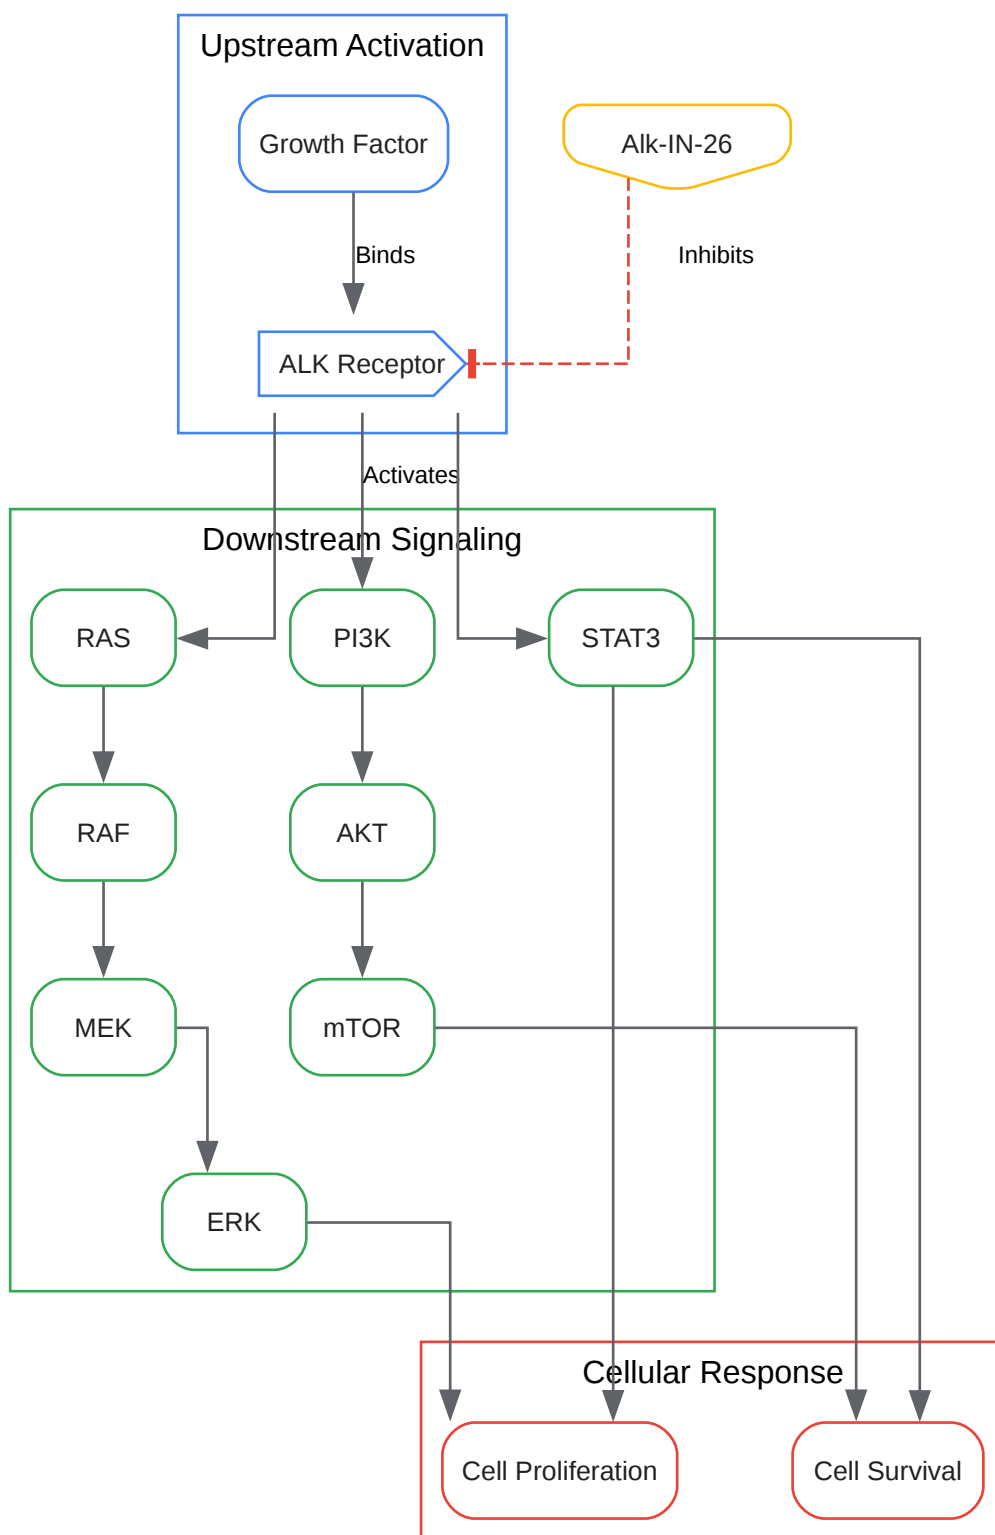 Upstream Activation
Growth Factor
Alk-IN-26
Binds
Inhibits
ALK Receptor
Activates
Downstream Signaling
RAS
PI3K
STAT3
RAF
AKT
MEK
mTOR
ERK
Cellular Response
Cell Proliferation
Cell Survival